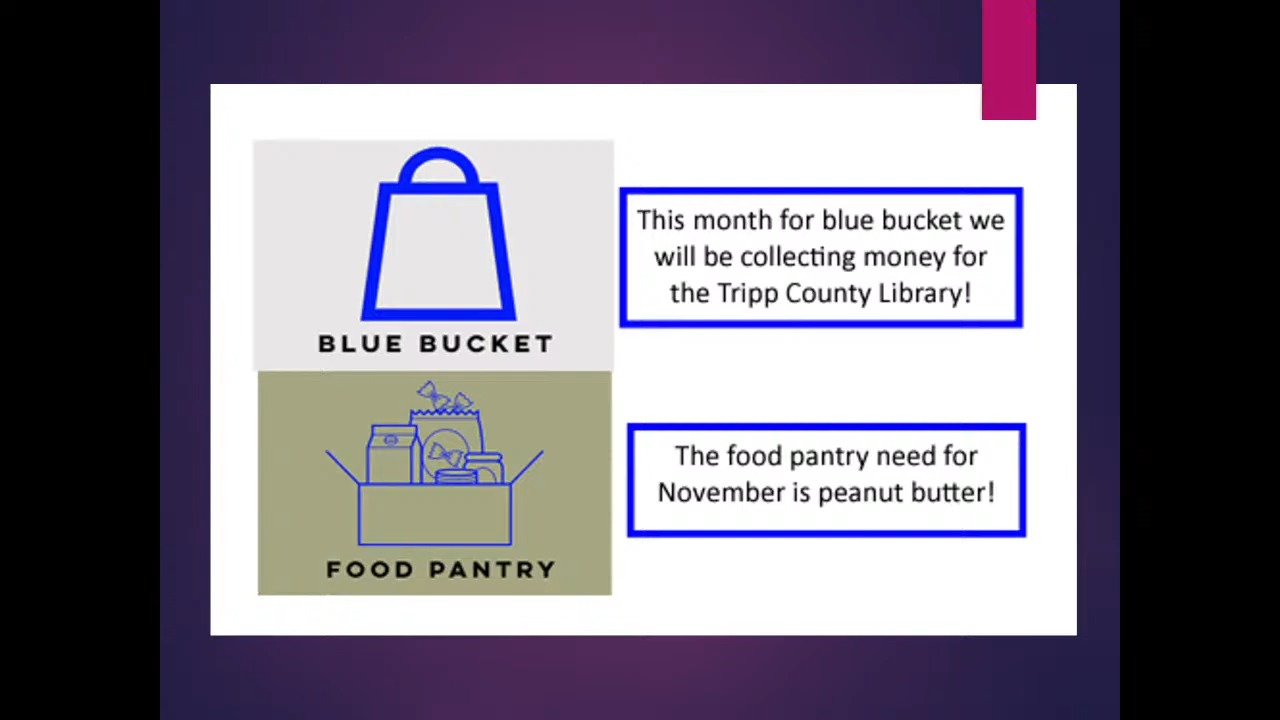 This month for blue bucket we
will be collecting money for
the Tripp County Library!
BLUE BUCKET
The food pantry need for
November is peanut butter!
FOOD PANTRY